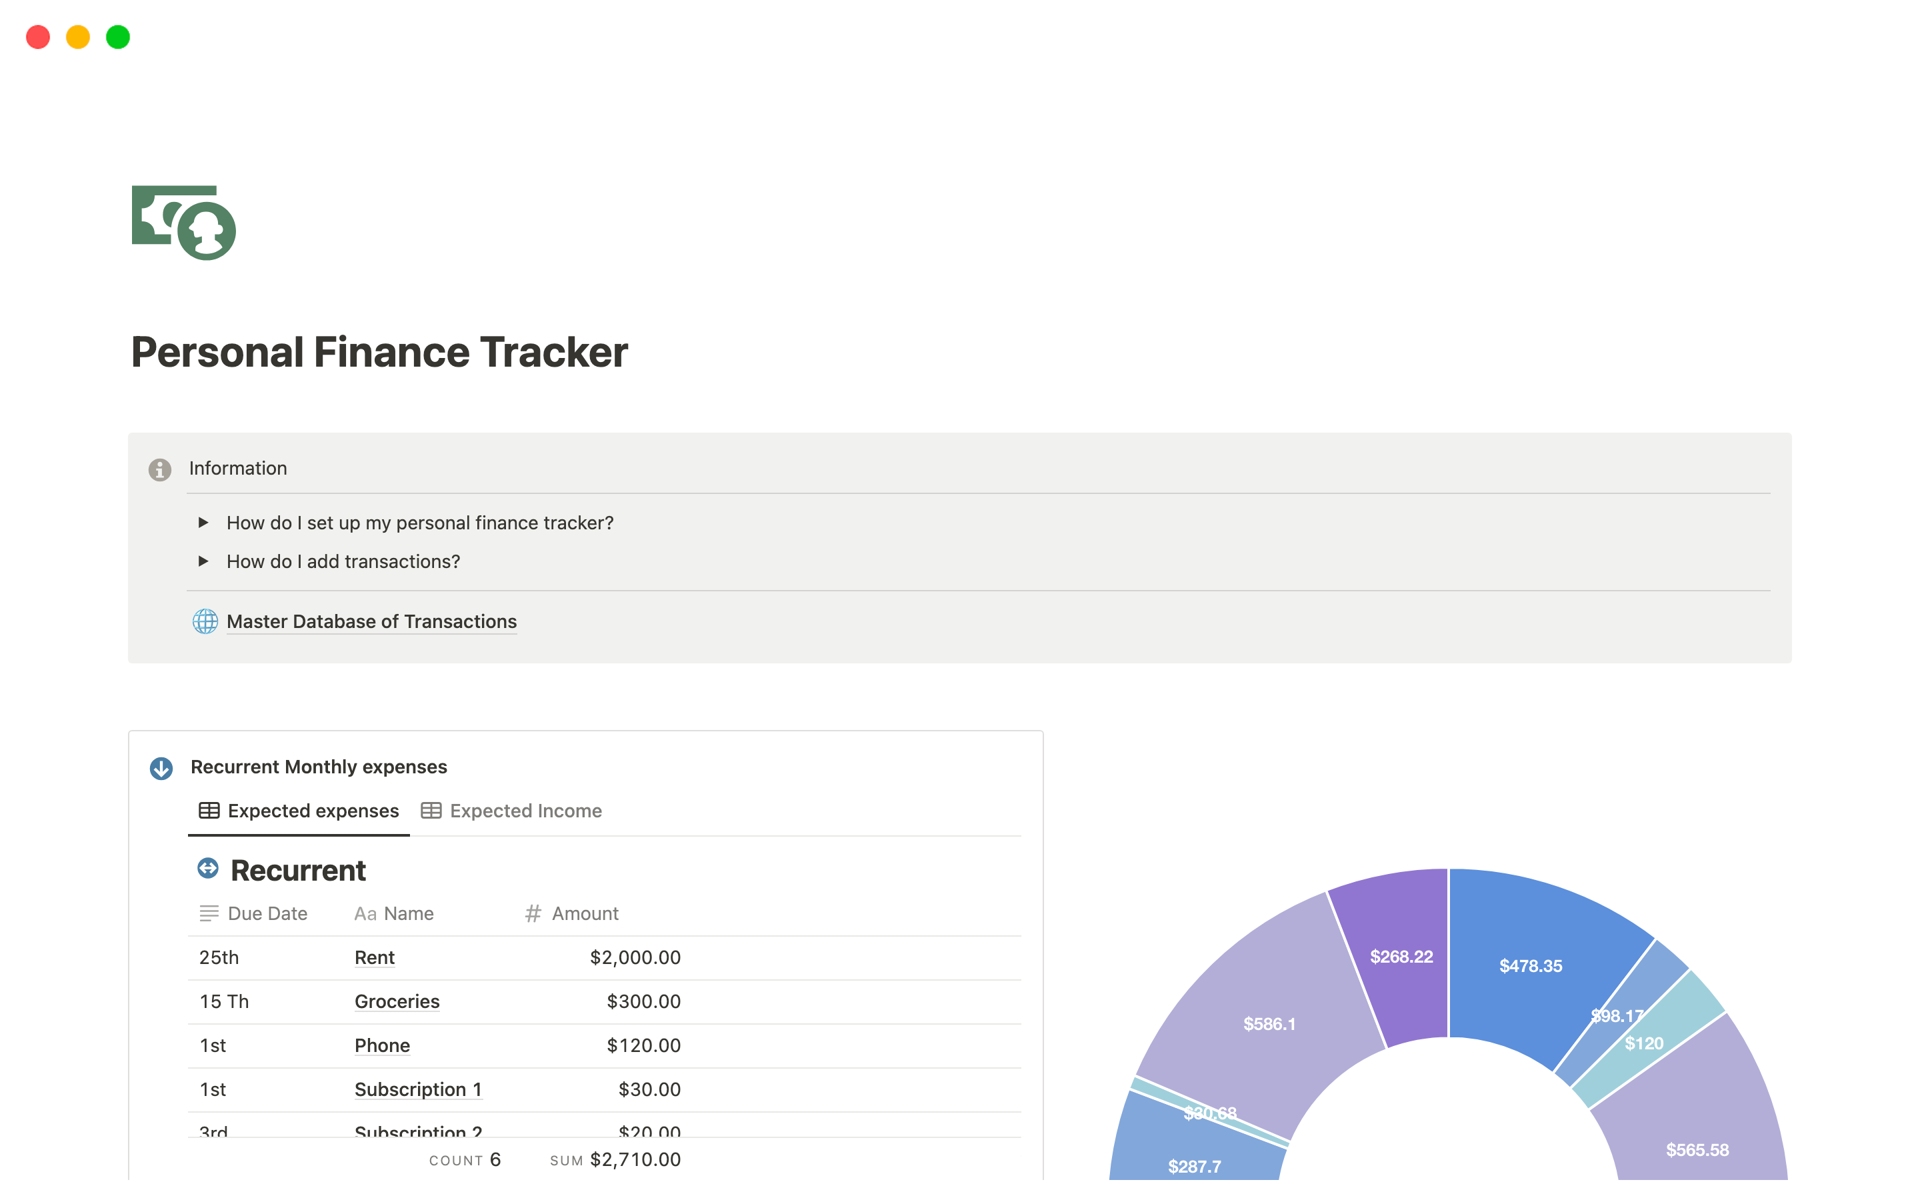 Personal Finance Tracker
Information
How do I set up my personal finance tracker?
How do I add transactions?
Master Database of Transactions
Recurrent Monthly expenses
Expected expenses Expected Income
Recurrent
Due Date Aa Name # Amount
25th Rent $2,000.00
15 Th Groceries $300.00
1st Phone $120.00
1st Subscription 1 $30.00
3rd Subscription 2 $20.00
COUNT 6 SUM $2,710.00
$268.22
$478.35
$98.17
$120
$586.1
$30.68
$287.7
$565.58